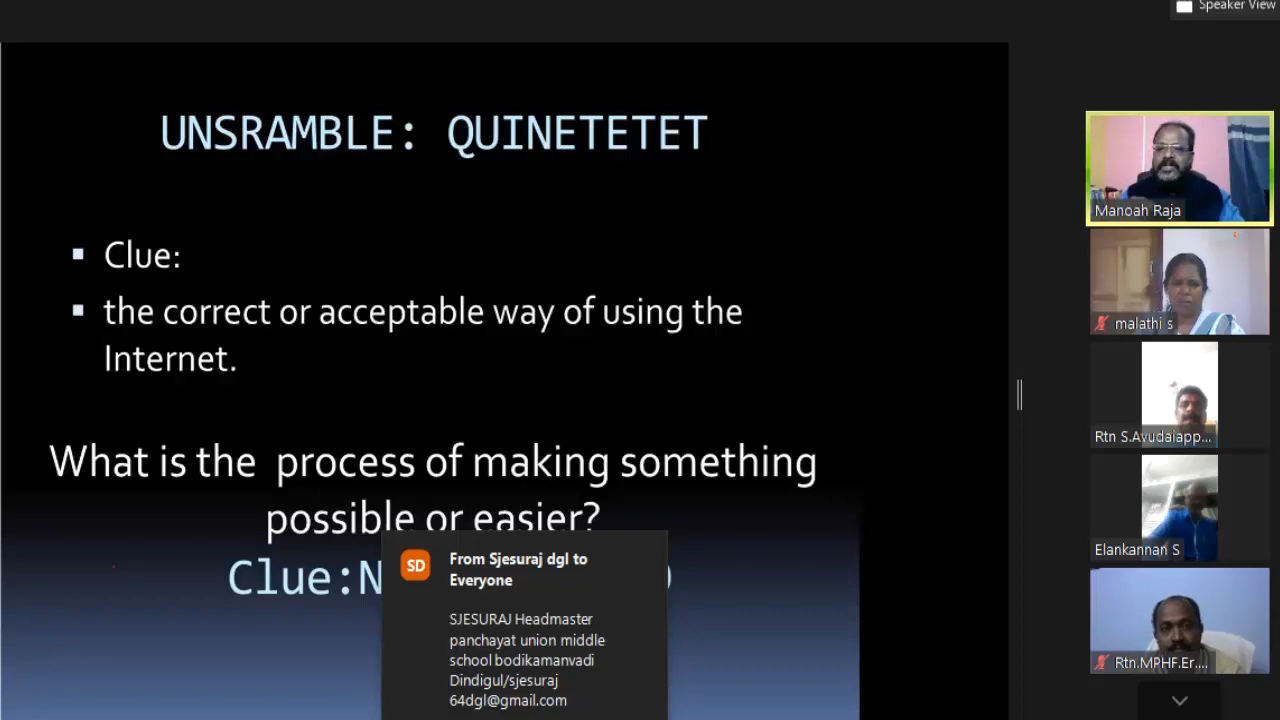 Speaker View
UNSRAMBLE: QUINETETET
Clue:
the correct or acceptable way of using the
Internet.
What is the process of making something
possible or easier?
Clue:N
From Sjesuraj dgl to
Everyone
SD
SJESURAJ Headmaster
panchayat union middle
school bodikamanvadi
Dindigul/sjesuraj
64dgl@gmail.com
Manoah Raja
malathi s
Rtn S.Avudaiapp...
Elankannan S
Rtn.MPHF.Er....